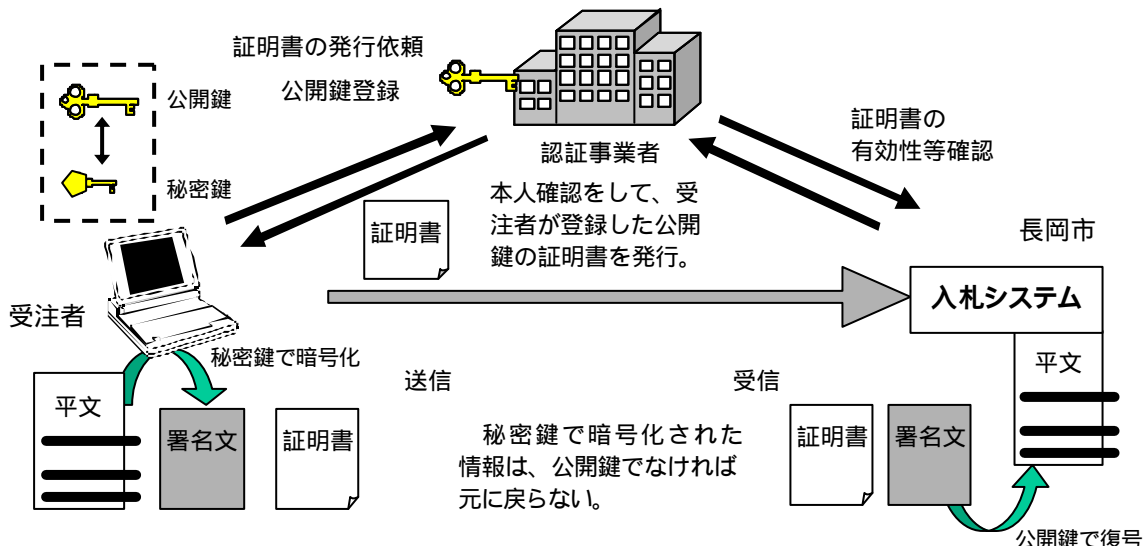 証明書の発行依頼
公開鍵登録
公開鍵
秘密鍵
認証事業者
証明書の
有効性等確認
本人確認をして、受
注者が登録した公開
鍵の証明書を発行。
証明書
長岡市
入札システム
受注者
秘密鍵で暗号化
送信
受信
平文
平文
署名文
証明書
秘密鍵で暗号化された
情報は、公開鍵でなければ
元に戻らない。
証明書
署名文
公開鍵で復号